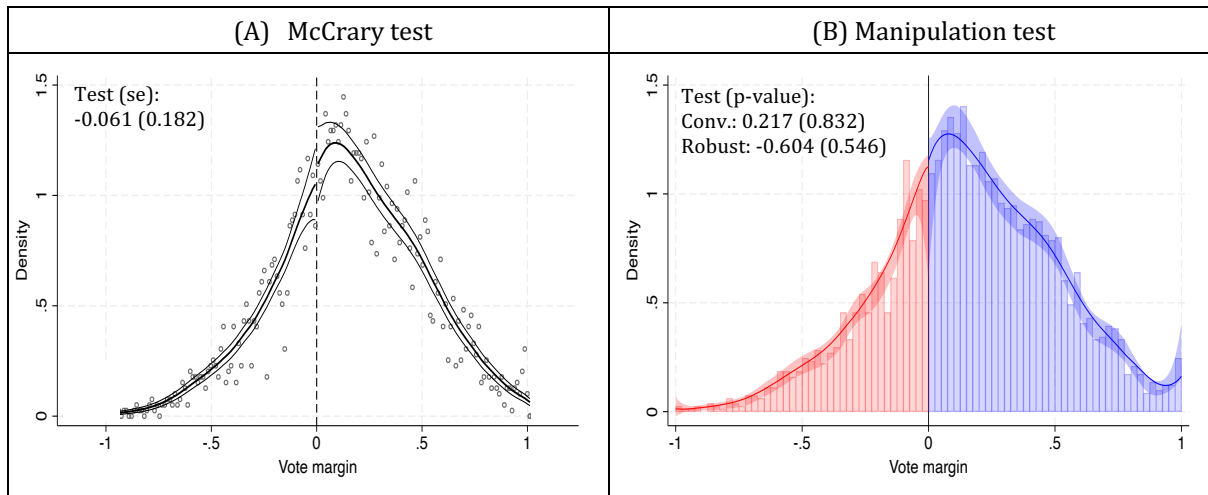 (A) McCrary test
(B) Manipulation test
Test (se):
-0.061 (0.182)
1.5
1
.5
0
Density
-1
-.5
0
.5
1
Vote margin
Test (p-value):
Conv.: 0.217 (0.832)
Robust: -0.604 (0.546)
1.5
1
.5
0
Density
-1
-.5
0
.5
1
Vote margin